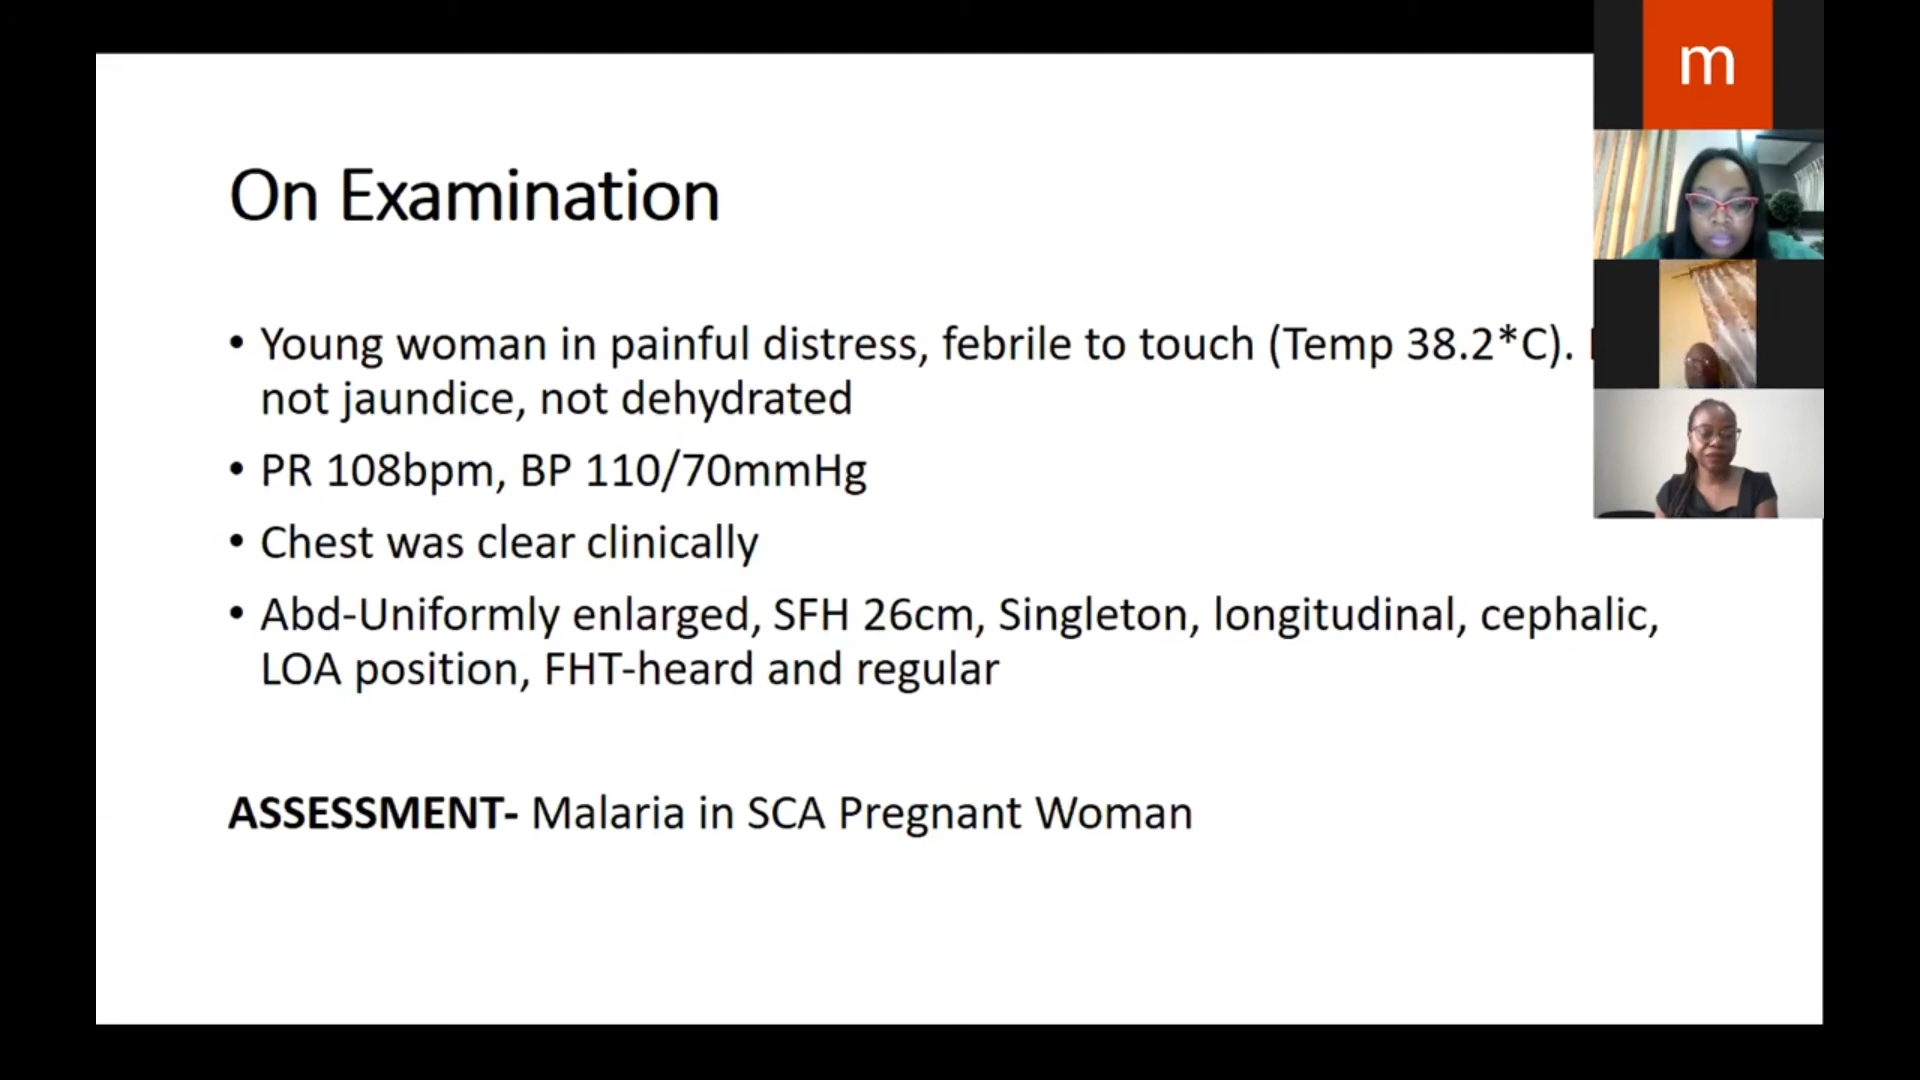 m
On Examination
• Young woman in painful distress, febrile to touch (Temp 38.2*C).
not jaundice, not dehydrated
• PR 108bpm, BP 110/70mmHg
• Chest was clear clinically
• Abd-Uniformly enlarged, SFH 26cm, Singleton, longitudinal, cephalic,
LOA position, FHT-heard and regular
ASSESSMENT- Malaria in SCA Pregnant Woman